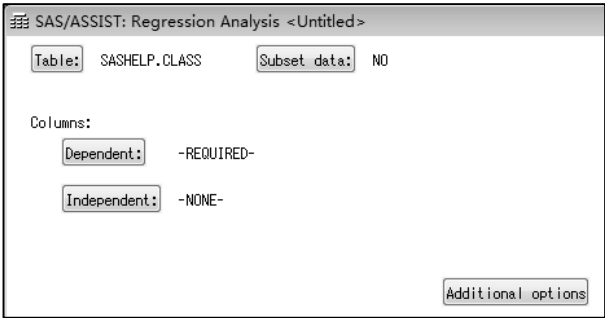 SAS/ASSIST: Regression Analysis <Untitled>
Table: SASHELP.CLASS Subset data: NO
Columns:
Dependent: -REQUIRED-
Independent: -NONE-
Additional options